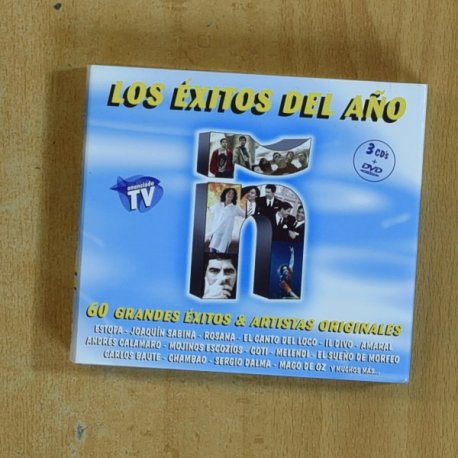 LOS ÉXITOS DEL AÑO
3 CD's
+
DVD
anunciado
TV
ñ
60 GRANDES ÉXITOS & ARTISTAS ORIGINALES
ESTOPA - JOAQUÍN SABINA - ROSANA - EL CANTO DEL LOCO - IL DIVO - AMARAL
ANDRÉS CALAMARO - MOJINOS ESCOZÍOS - COTI - MELENDI - EL SUEÑO DE MORFEO
CARLOS BAUTE - CHAMBAO - SERGIO DALMA - MAGO DE OZ Y MUCHOS MÁS...